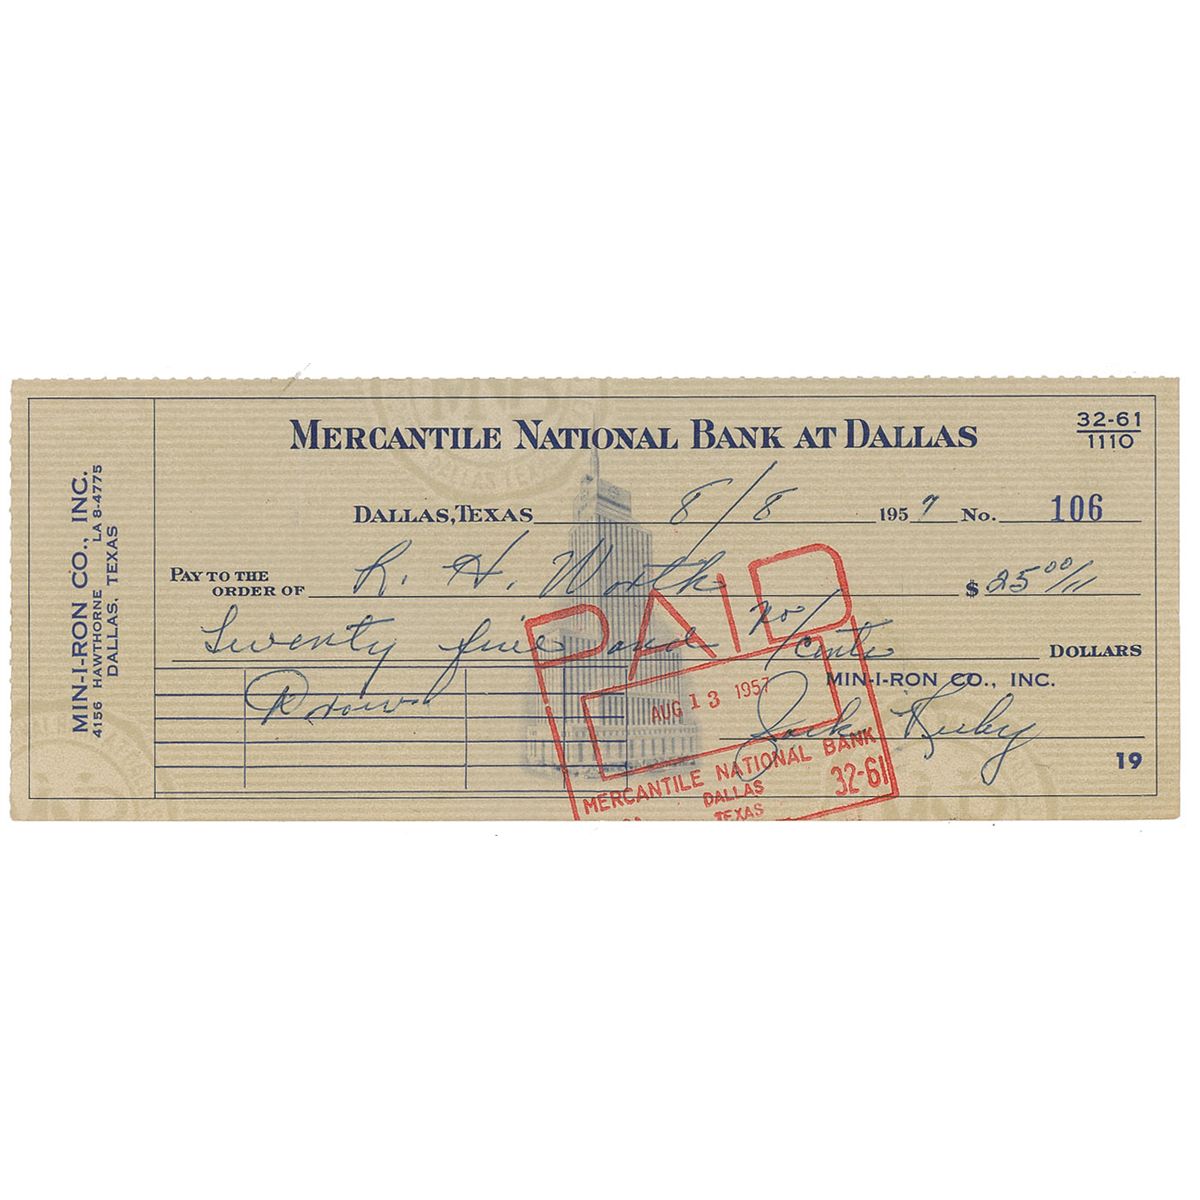 MERCANTILE NATIONAL BANK AT DALLAS
32-61
1110
DALLAS, TEXAS 8/8 1957 No. 106
PAY TO THE
ORDER OF R. H. Worth $ 25 00/11
Twenty five and no/cents DOLLARS
MIN-I-RON CO., INC.
Jack Ruby
19
MIN-I-RON CO., INC.
4156 HAWTHORNE LA 8-4775
DALLAS, TEXAS
PAID
AUG 13 1957
MERCANTILE NATIONAL BANK
DALLAS 32-61
TEXAS